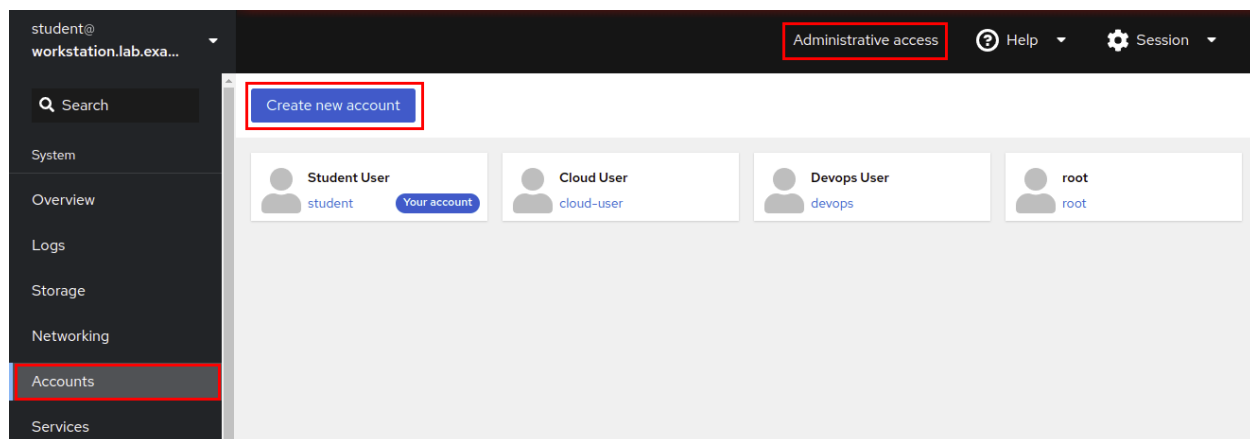 student@
workstation.lab.exa...
Administrative access
Help
Session
Search
System
Overview
Logs
Storage
Networking
Accounts
Services
Create new account
Student User
student
Your account
Cloud User
cloud-user
Devops User
devops
root
root